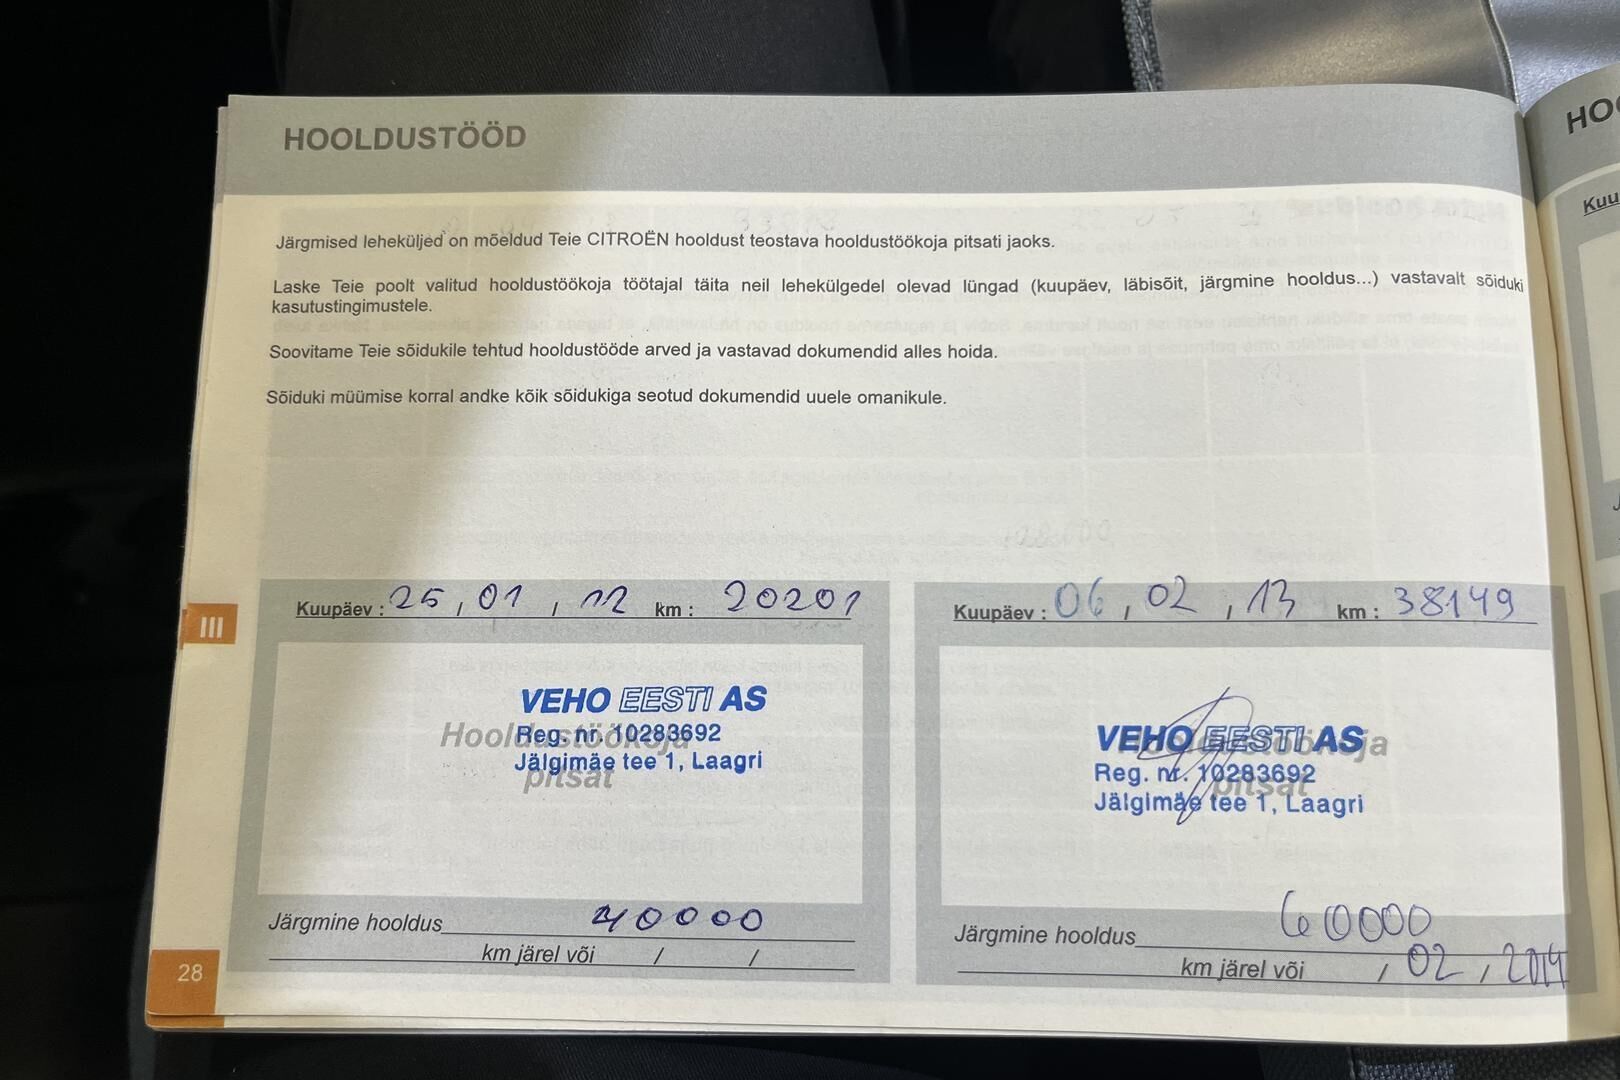 HOOLDUSTÖÖD
Järgmised leheküljed on mõeldud Teie CITROËN hooldust teostava hooldustöökoja pitsati jaoks.
Laske Teie poolt valitud hooldustöökoja töötajal täita neil lehekülgedel olevad lüngad (kuupäev, läbisõit, järgmine hooldus...) vastavalt sõiduki
kasutustingimustele.
Soovitame Teie sõidukile tehtud hooldustööde arved ja vastavad dokumendid alles hoida.
Sõiduki müümise korral andke kõik sõidukiga seotud dokumendid uuele omanikule.
III
Kuupäev : 25 / 01 / 12 km : 20201
Hooldustöökoja
pitsat
VEHO EESTI AS
Reg. nr. 10283692
Jälgimäe tee 1, Laagri
Järgmine hooldus 40000
km järel või / /
Kuupäev : 06 / 02 / 13 km : 38149
VEHO EESTI AS
Reg. nr. 10283692
Jälgimäe tee 1, Laagri
pitsat
Järgmine hooldus 60000
km järel või / 02 / 2014
28
HOO
Kuu